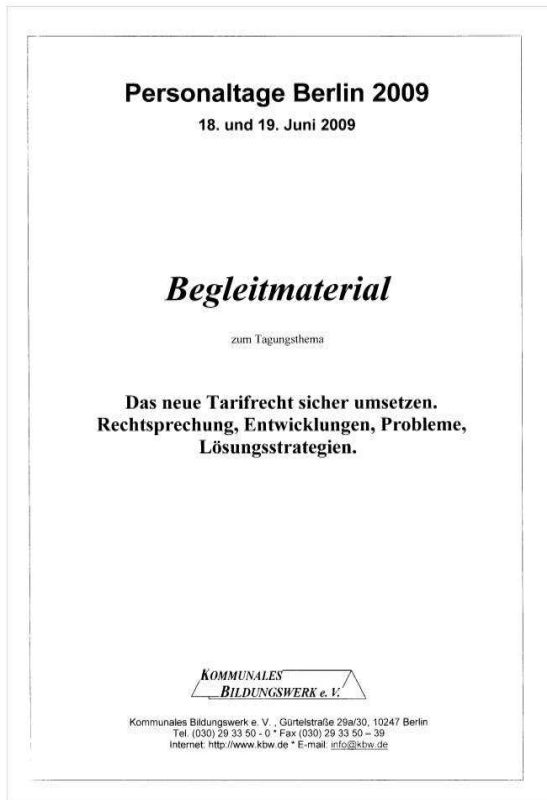 Personaltage Berlin 2009
18. und 19. Juni 2009
Begleitmaterial
zum Tagungsthema
Das neue Tarifrecht sicher umsetzen.
Rechtsprechung, Entwicklungen, Probleme,
Lösungsstrategien.
KOMMUNALES
BILDUNGSWERK e. V.
Kommunales Bildungswerk e. V. , Gürtelstraße 29a/30, 10247 Berlin
Tel. (030) 29 33 50 - 0 * Fax (030) 29 33 50 – 39
Internet: http://www.kbw.de * E-mail: info@kbw.de